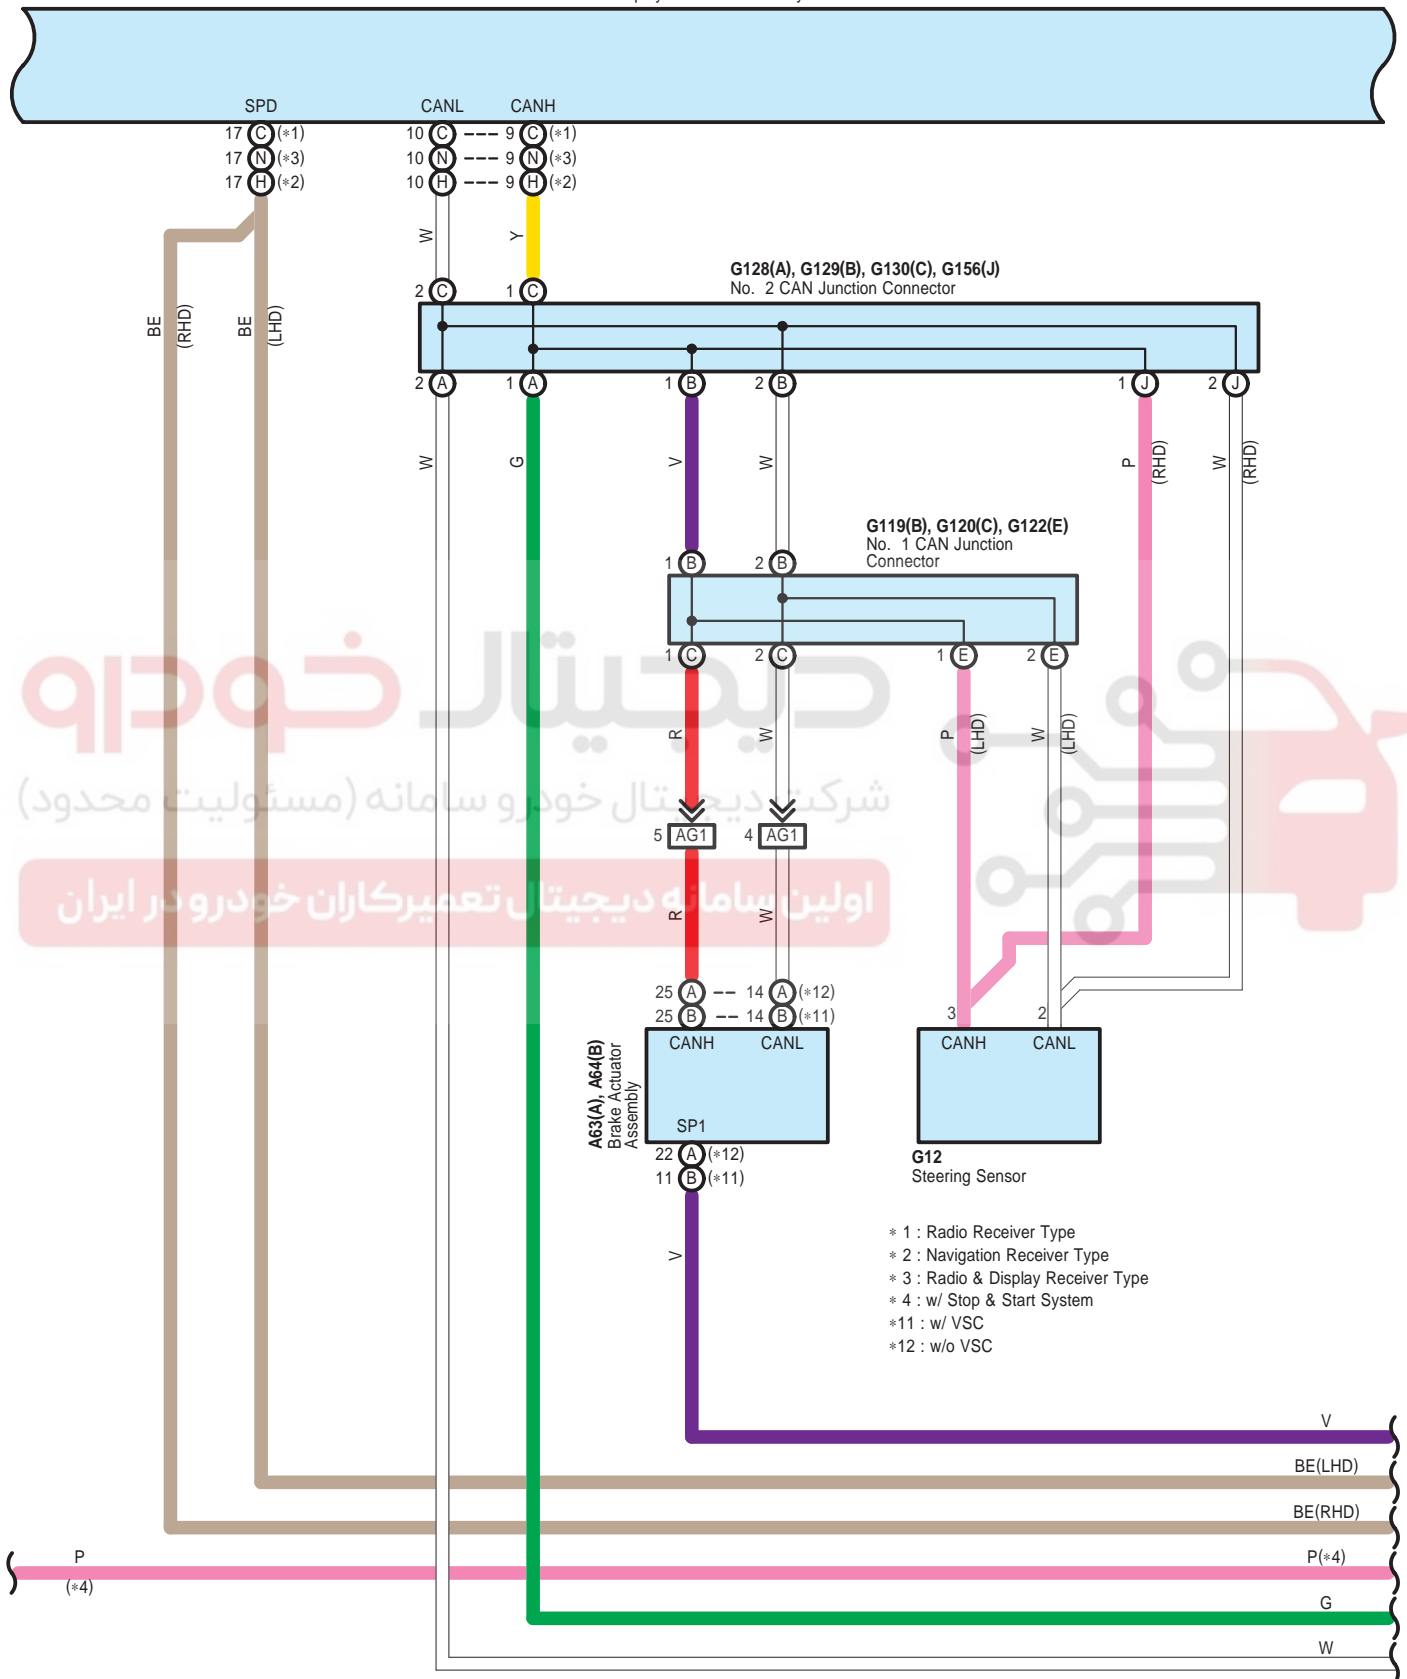 SPD CANL CANH
17 C (*1) 10 C 9 C (*1)
17 N (*3) 10 N 9 N (*3)
17 H (*2) 10 H 9 H (*2)
W Y
G128(A), G129(B), G130(C), G156(J)
No. 2 CAN Junction Connector
2 C 1 C
BE (RHD) BE (LHD)
2 A 1 A 1 B 2 B 1 J 2 J
W G V W P (RHD) W (RHD)
G119(B), G120(C), G122(E)
No. 1 CAN Junction
Connector
1 B 2 B
1 C 2 C 1 E 2 E
دیجیتال خودرو
R W P (LHD) W (LHD)
شرکت دیجیتال خودرو سامانه (مسئولیت محدود)
5 AG1 4 AG1
اولین سامانه دیجیتال تعمیرکاران خودرو در ایران
R W
25 A 14 A (*12)
25 B 14 B (*11)
3 2
CANH CANL CANH CANL
A63(A), A64(B)
Brake Actuator
Assembly
SP1
22 A (*12)
11 B (*11)
G12
Steering Sensor
V
* 1 : Radio Receiver Type
* 2 : Navigation Receiver Type
* 3 : Radio & Display Receiver Type
* 4 : w/ Stop & Start System
*11 : w/ VSC
*12 : w/o VSC
V
BE(LHD)
BE(RHD)
P P(*4)
(*4)
G
W